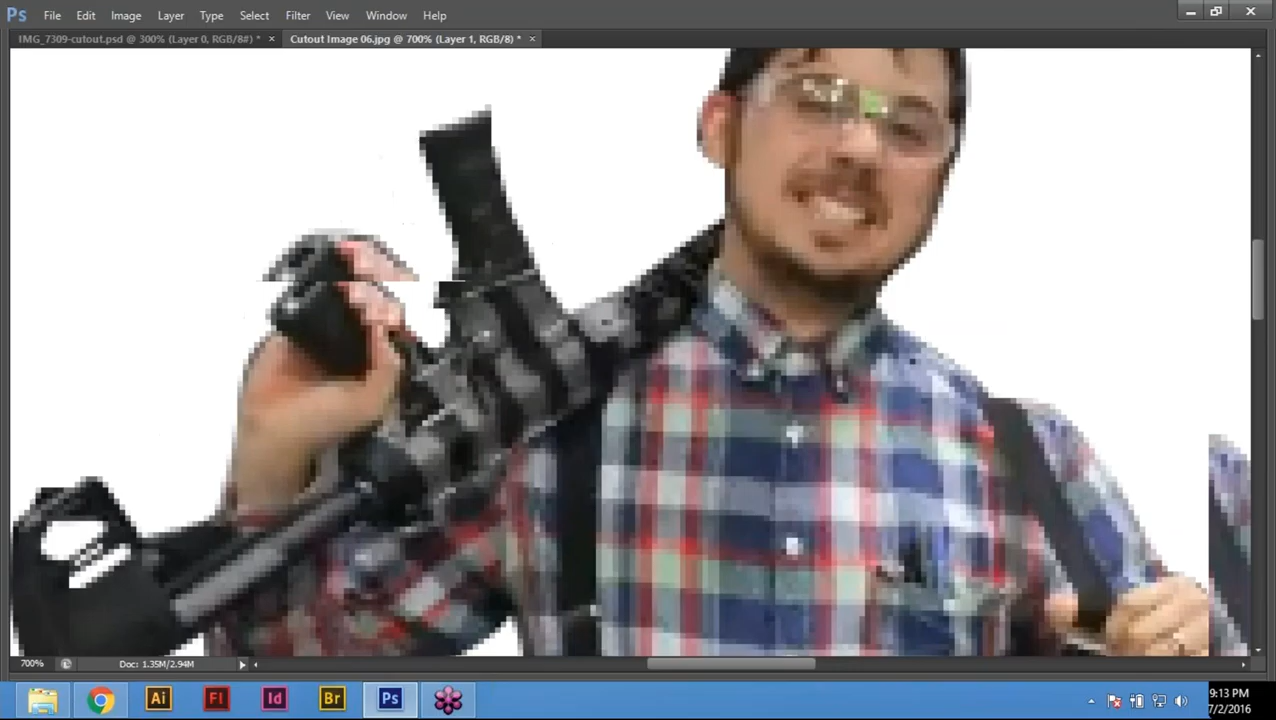 Ps File Edit Image Layer Type Select Filter View Window Help
IMG_7309-cutout.psd @ 300% (Layer 0, RGB/8#) * × Cutout Image 06.jpg @ 700% (Layer 1, RGB/8) * ×
700% Doc: 1.35M/2.94M
Ai Fl Id Br Ps 9:13 PM
7/2/2016